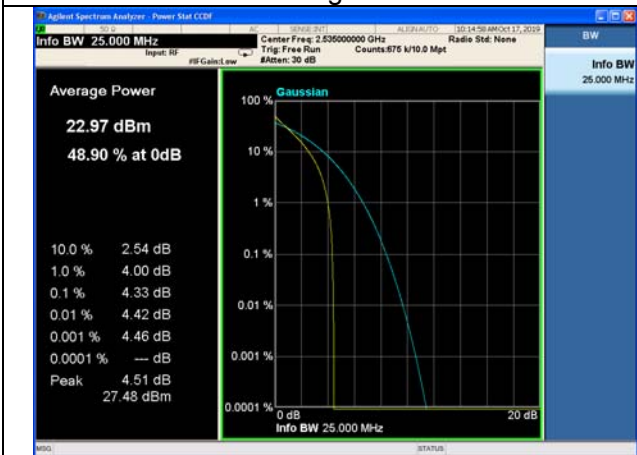 Agilent Spectrum Analyzer - Power Stat CCDF
50 Ω AC SENSE:INT ALIGNAUTO 10:14:58 AM Oct 17, 2019
Info BW 25.000 MHz
Input: RF
#IFGain:Low
Center Freq: 2.535000000 GHz
Trig: Free Run Counts:675 k/10.0 Mpt
#Atten: 30 dB
Radio Std: None
BW
Info BW
25.000 MHz
Average Power
22.97 dBm
48.90 % at 0dB
10.0 % 2.54 dB
1.0 % 4.00 dB
0.1 % 4.33 dB
0.01 % 4.42 dB
0.001 % 4.46 dB
0.0001 % --- dB
Peak 4.51 dB
27.48 dBm
Gaussian
100 %
10 %
1 %
0.1 %
0.01 %
0.001 %
0.0001 %
0 dB 20 dB
Info BW 25.000 MHz
MSG STATUS